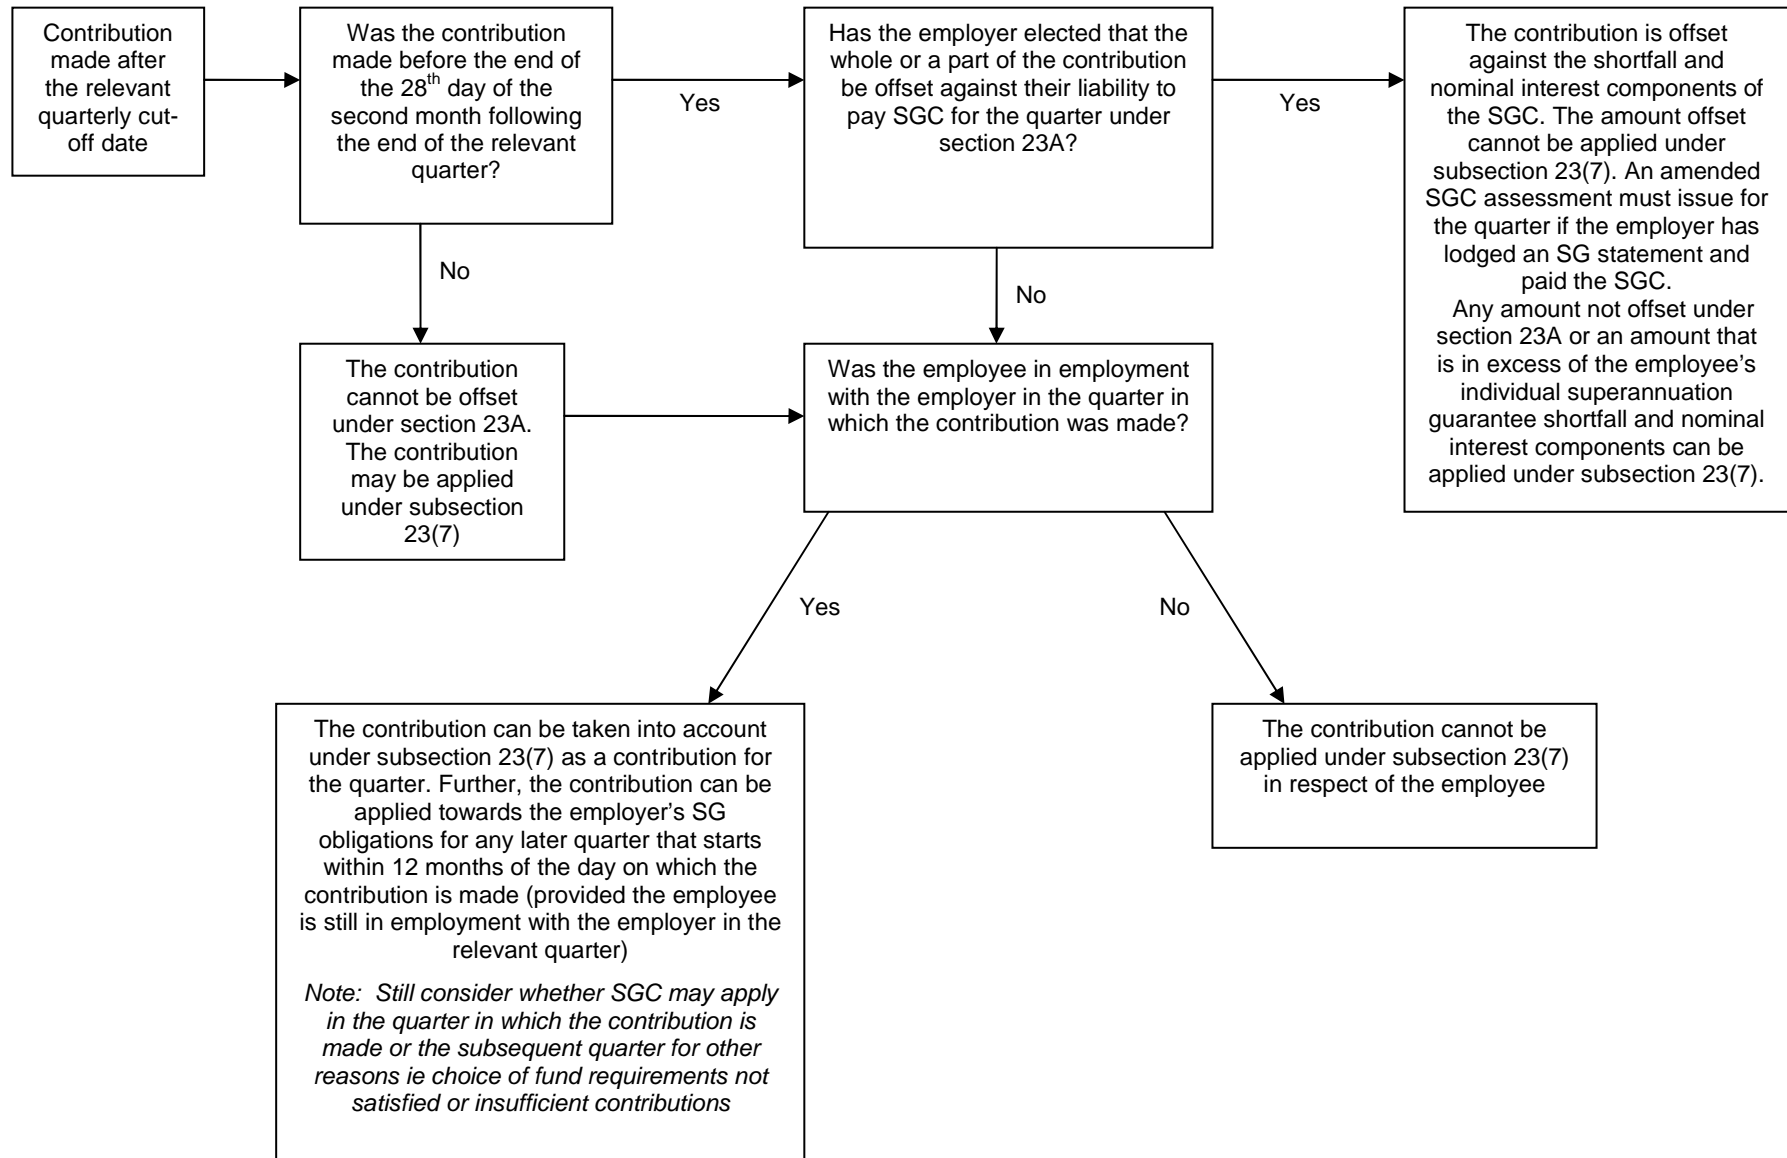 Contribution
made after
the relevant
quarterly cut-
off date
Was the contribution
made before the end of
the 28th day of the
second month following
the end of the relevant
quarter?
Yes
Has the employer elected that the
whole or a part of the contribution
be offset against their liability to
pay SGC for the quarter under
section 23A?
Yes
The contribution is offset
against the shortfall and
nominal interest components of
the SGC. The amount offset
cannot be applied under
subsection 23(7). An amended
SGC assessment must issue for
the quarter if the employer has
lodged an SG statement and
paid the SGC.
Any amount not offset under
section 23A or an amount that
is in excess of the employee’s
individual superannuation
guarantee shortfall and nominal
interest components can be
applied under subsection 23(7).
No
No
The contribution
cannot be offset
under section 23A.
The contribution
may be applied
under subsection
23(7)
Was the employee in employment
with the employer in the quarter in
which the contribution was made?
Yes
No
The contribution can be taken into account
under subsection 23(7) as a contribution for
the quarter. Further, the contribution can be
applied towards the employer’s SG
obligations for any later quarter that starts
within 12 months of the day on which the
contribution is made (provided the employee
is still in employment with the employer in the
relevant quarter)
Note: Still consider whether SGC may apply
in the quarter in which the contribution is
made or the subsequent quarter for other
reasons ie choice of fund requirements not
satisfied or insufficient contributions
The contribution cannot be
applied under subsection 23(7)
in respect of the employee